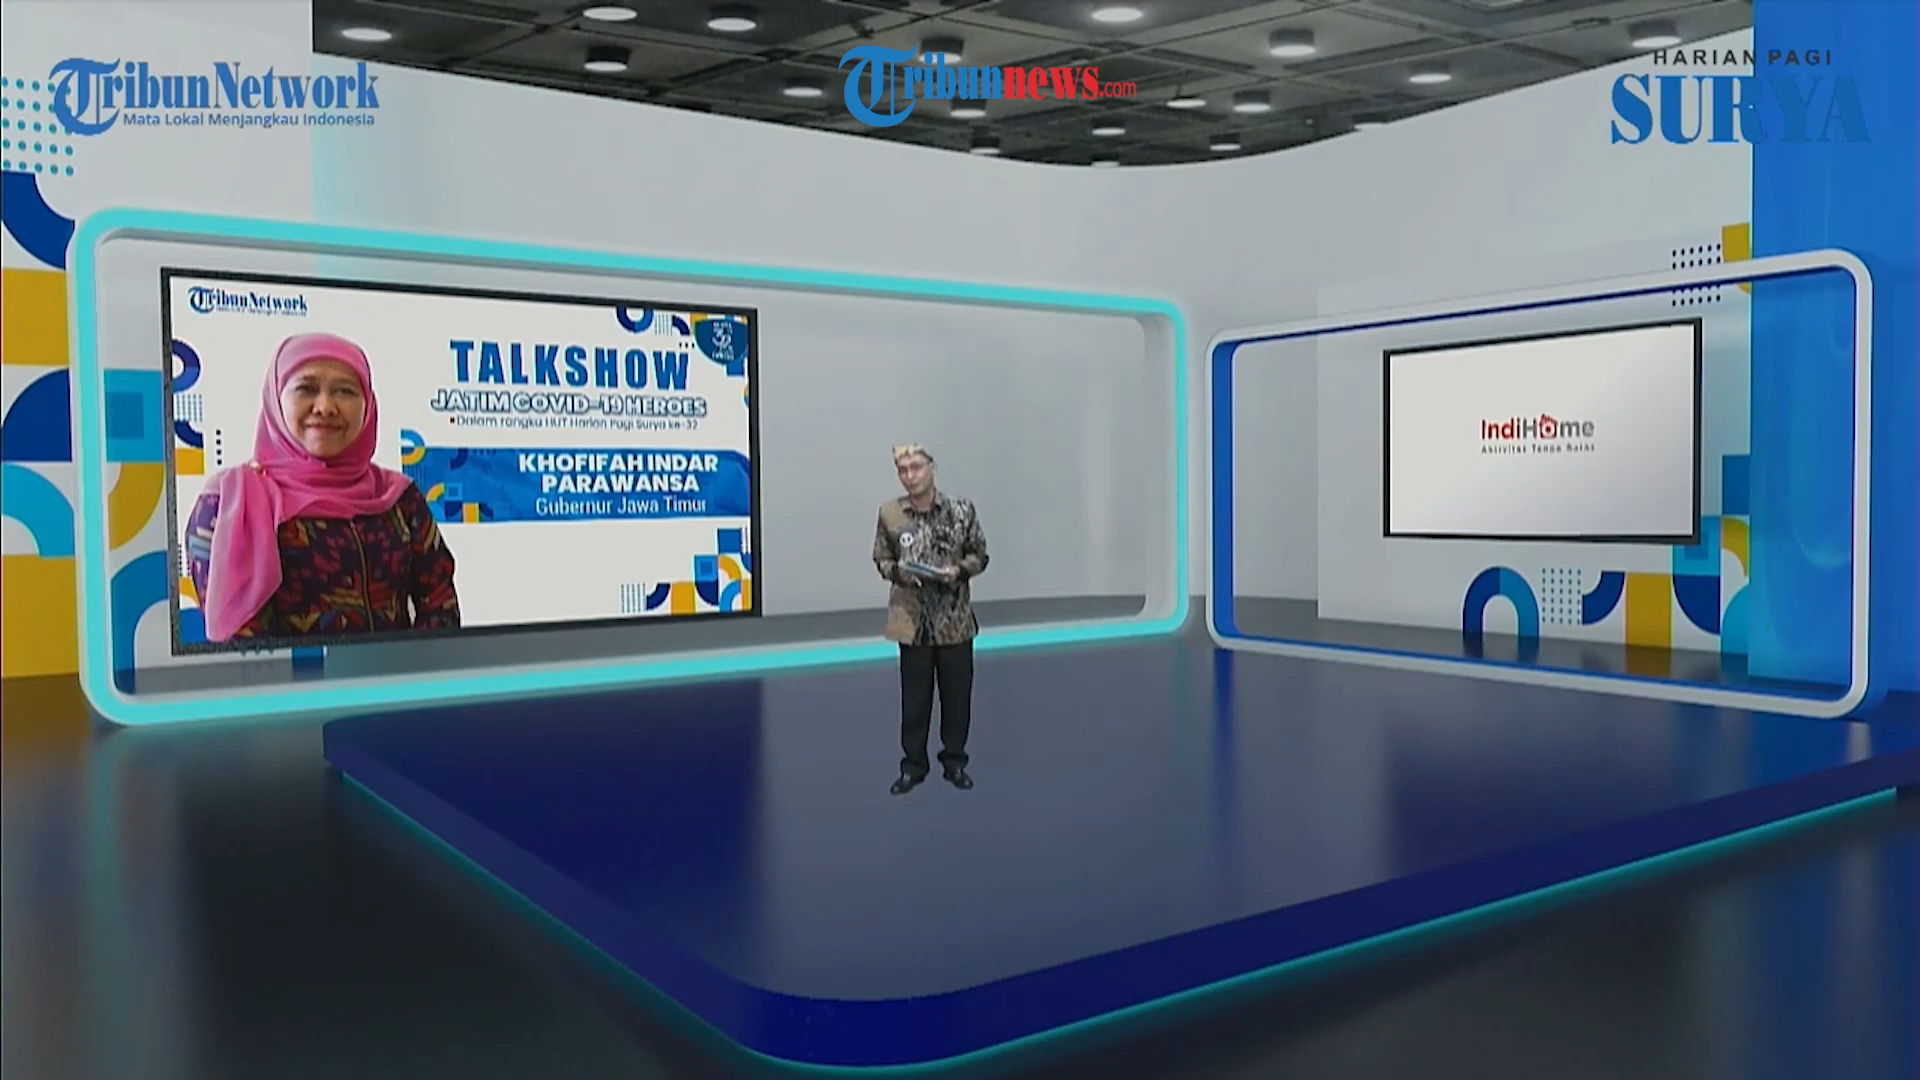 TribunNetwork
Mata Lokal Menjangkau Indonesia
Tribunnews.com
HARIAN PAGI
SURYA
TribunNetwork
TALKSHOW
JATIM COVID-19 HEROES
Dalam rangka HUT Harian Pagi Surya ke-32
KHOFIFAH INDAR
PARAWANSA
Gubernur Jawa Timur
IndiHome
Aktivitas Tanpa Batas